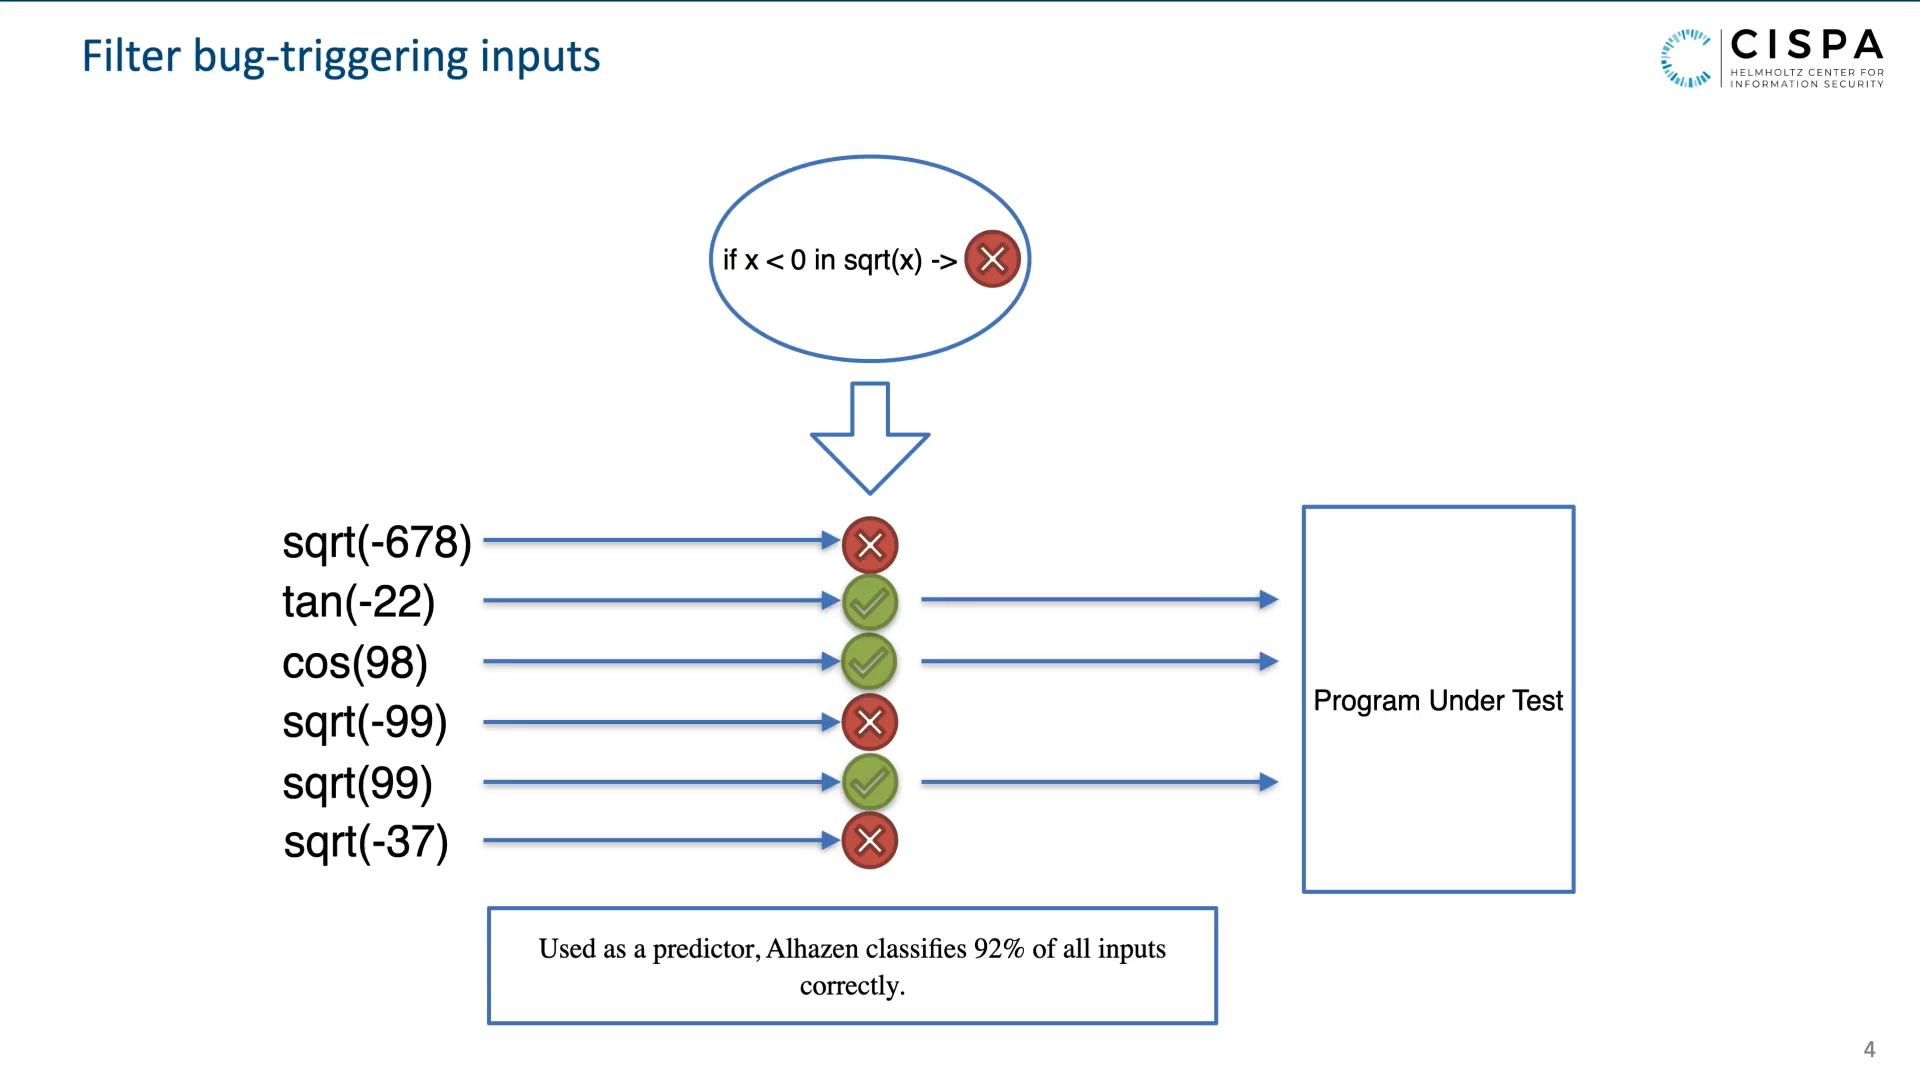 Filter bug-triggering inputs
CISPA
HELMHOLTZ CENTER FOR
INFORMATION SECURITY
if x < 0 in sqrt(x) ->
sqrt(-678)
tan(-22)
cos(98)
sqrt(-99)
sqrt(99)
sqrt(-37)
Program Under Test
Used as a predictor, Alhazen classifies 92% of all inputs
correctly.
4